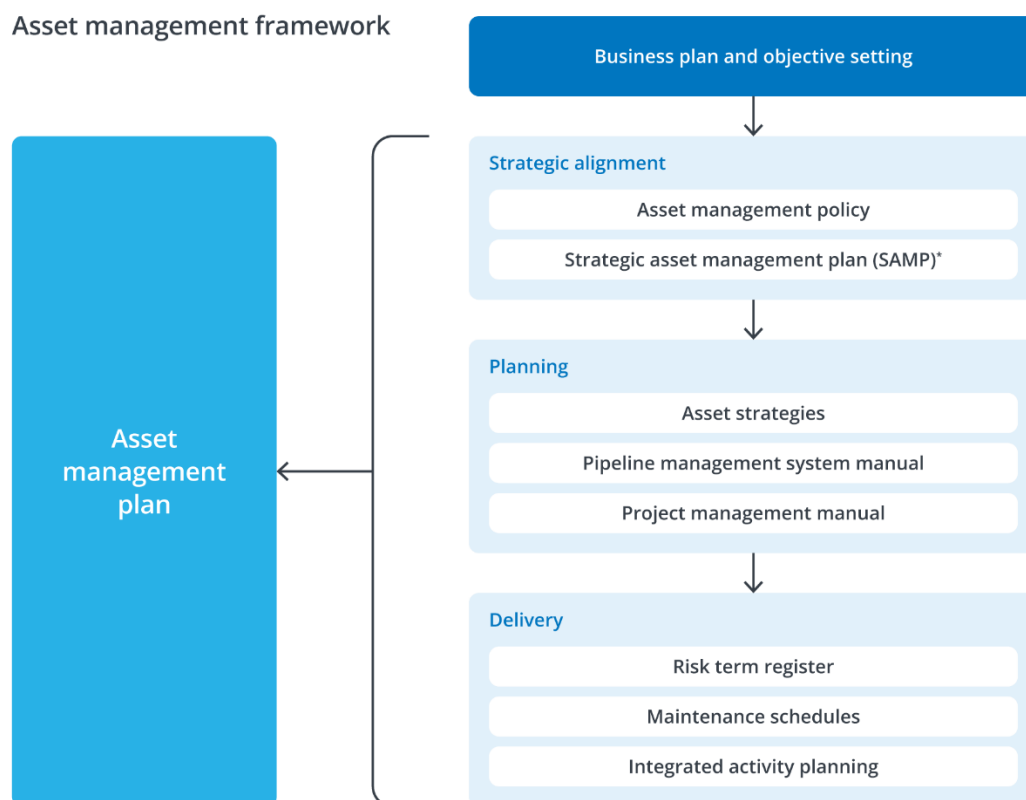 Asset management framework
Business plan and objective setting
Strategic alignment
Asset management policy
Strategic asset management plan (SAMP)*
Planning
Asset strategies
Pipeline management system manual
Project management manual
Delivery
Risk term register
Maintenance schedules
Integrated activity planning
Asset
management
plan